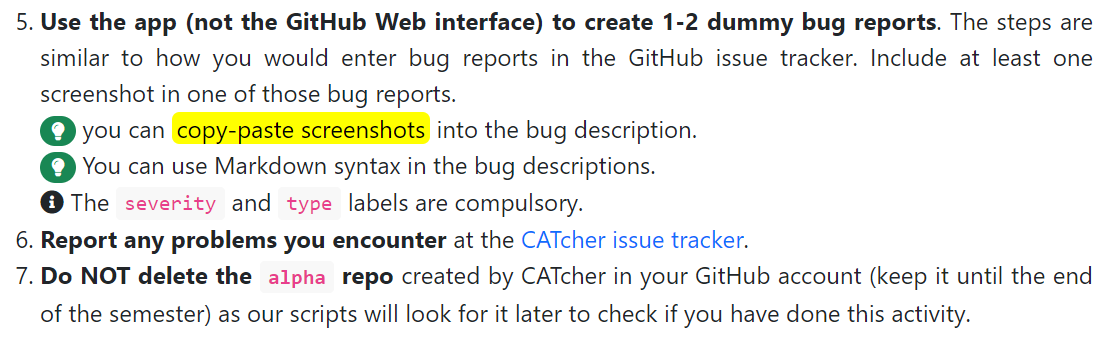 5. Use the app (not the GitHub Web interface) to create 1-2 dummy bug reports. The steps are
similar to how you would enter bug reports in the GitHub issue tracker. Include at least one
screenshot in one of those bug reports.
you can copy-paste screenshots into the bug description.
You can use Markdown syntax in the bug descriptions.
The severity and type labels are compulsory.
6. Report any problems you encounter at the CATcher issue tracker.
7. Do NOT delete the alpha repo created by CATcher in your GitHub account (keep it until the end
of the semester) as our scripts will look for it later to check if you have done this activity.